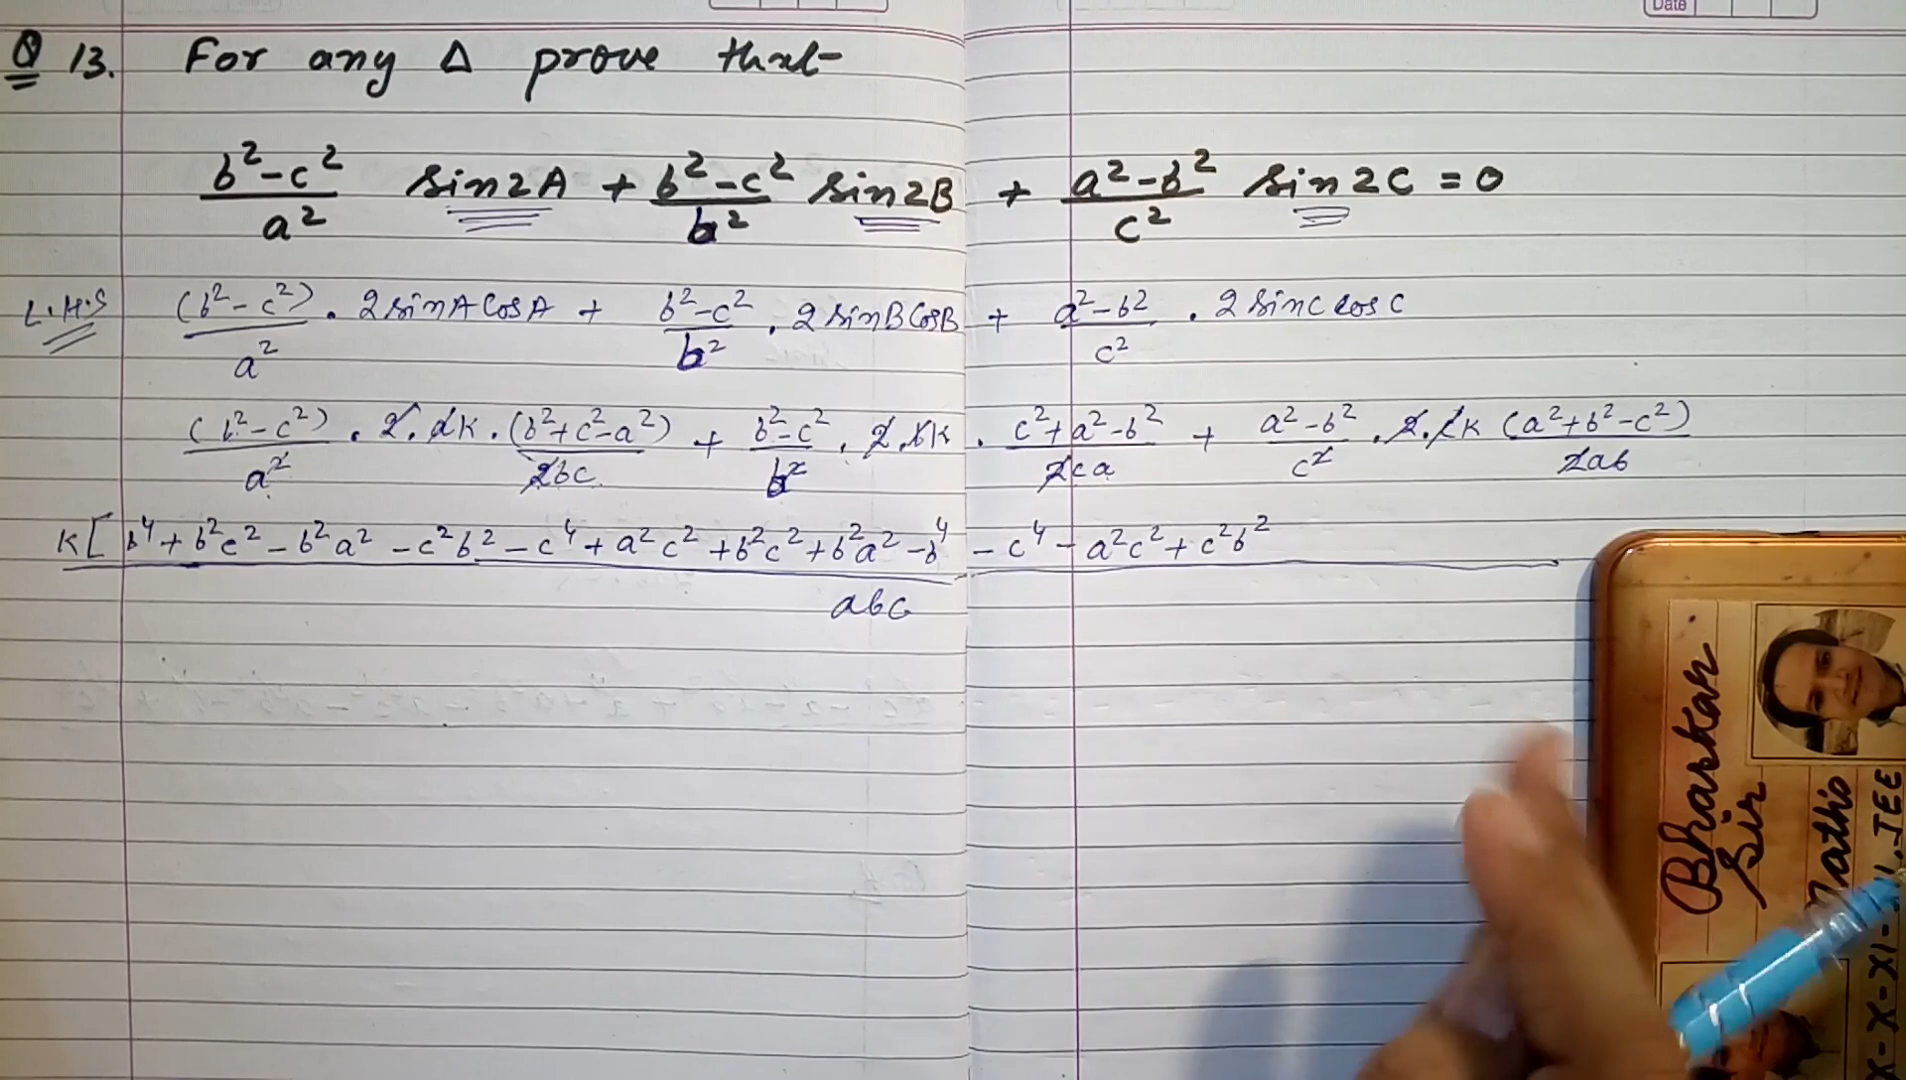 Date
Q 13. For any Δ prove that-
b²-c²/a² sin2A + b²-c²/b² sin2B + a²-b²/c² sin2C = 0
L.H.S (b²-c²)/a² . 2sinA CosA + b²-c²/b² . 2sinB CosB + a²-b²/c² . 2sinC cosC
(b²-c²)/a² . 2.aK . (b²+c²-a²)/2bc + b²-c²/b² . 2.bK . c²+a²-b²/2ca + a²-b²/c² . 2.cK (a²+b²-c²)/2ab
K[b⁴+b²c²-b²a²-c²b²-c⁴+a²c²+b²c²+b²a²-b⁴-c⁴-a²c²+c²b²/abc
Bhaskar
Sir
Maths